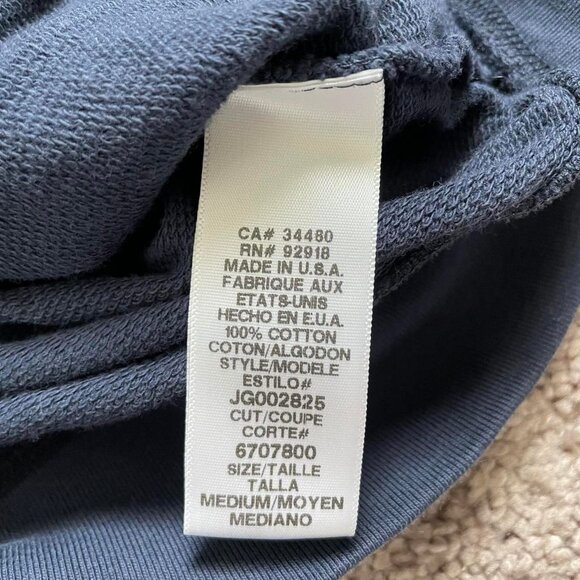 CA# 34480
RN# 92918
MADE IN U.S.A.
FABRIQUE AUX
ETATS-UNIS
HECHO EN E.U.A.
100% COTTON
COTON/ALGODON
STYLE/MODELE
ESTILO#
JG002825
CUT/COUPE
CORTE#
6707800
SIZE/TAILLE
TALLA
MEDIUM/MOYEN
MEDIANO